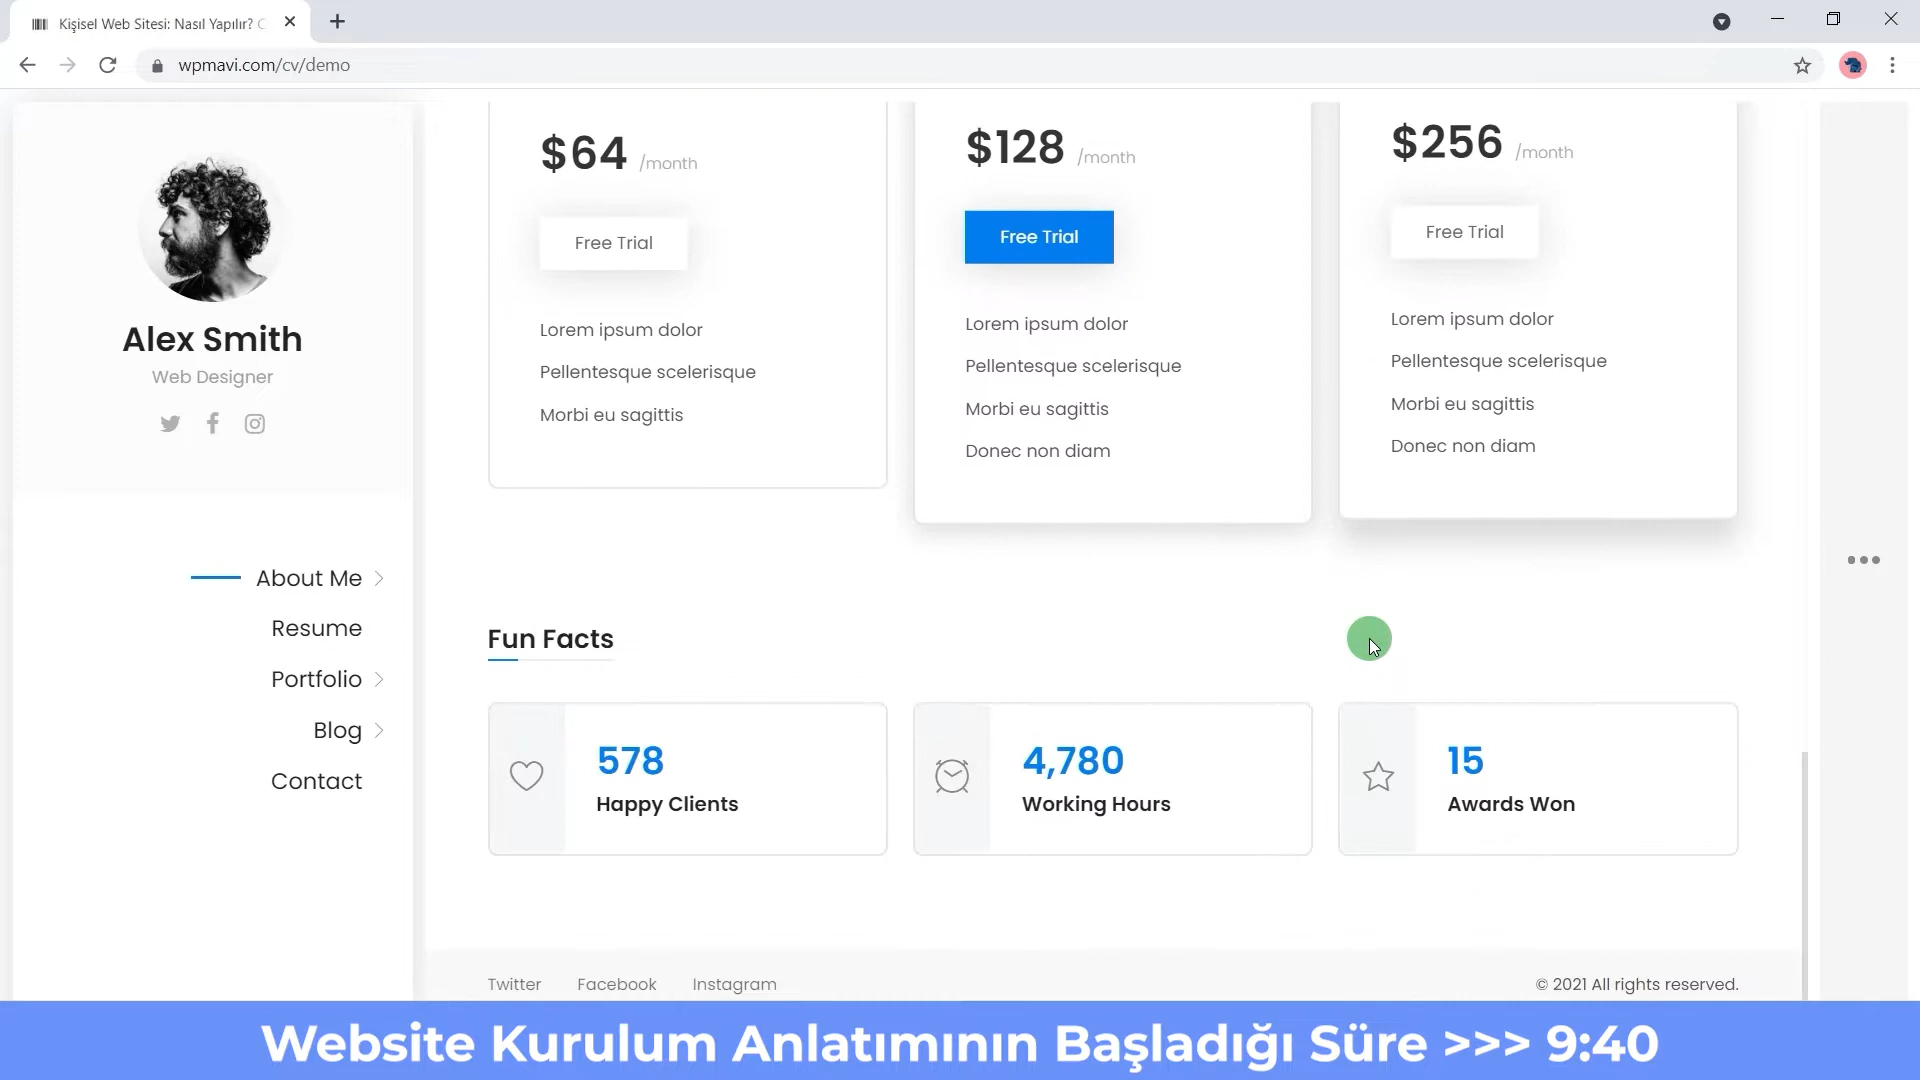 Kişisel Web Sitesi: Nasıl Yapılır?
wpmavi.com/cv/demo
Alex Smith
Web Designer
About Me
Resume
Portfolio
Blog
Contact
$64 /month
Free Trial
Lorem ipsum dolor
Pellentesque scelerisque
Morbi eu sagittis
$128 /month
Free Trial
Lorem ipsum dolor
Pellentesque scelerisque
Morbi eu sagittis
Donec non diam
$256 /month
Free Trial
Lorem ipsum dolor
Pellentesque scelerisque
Morbi eu sagittis
Donec non diam
Fun Facts
578
Happy Clients
4,780
Working Hours
15
Awards Won
Twitter Facebook Instagram
© 2021 All rights reserved.
Website Kurulum Anlatımının Başladığı Süre >>> 9:40